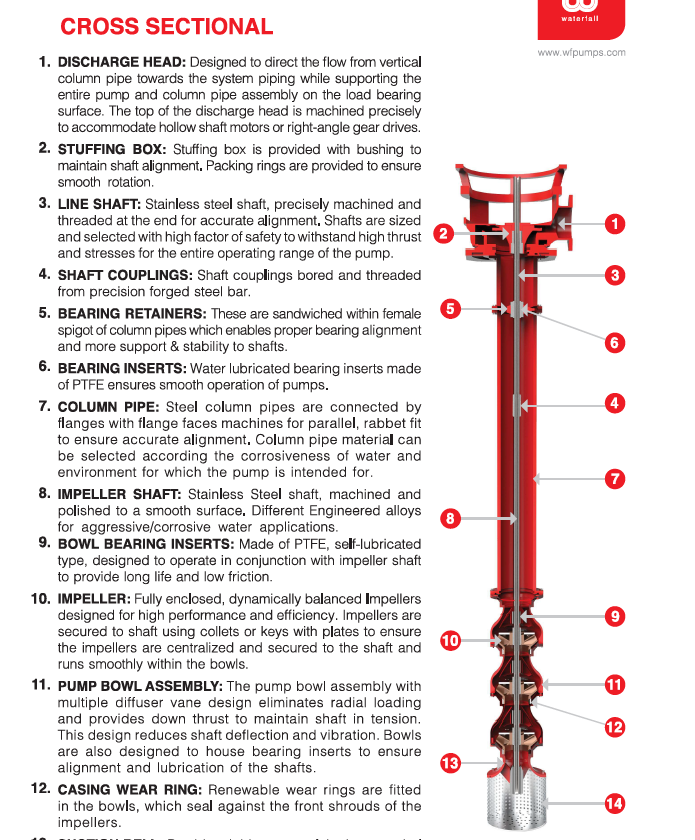 CROSS SECTIONAL
waterfall
www.wfpumps.com
1. DISCHARGE HEAD: Designed to direct the flow from vertical
column pipe towards the system piping while supporting the
entire pump and column pipe assembly on the load bearing
surface. The top of the discharge head is machined precisely
to accommodate hollow shaft motors or right-angle gear drives.
2. STUFFING BOX: Stuffing box is provided with bushing to
maintain shaft alignment. Packing rings are provided to ensure
smooth rotation.
3. LINE SHAFT: Stainless steel shaft, precisely machined and
threaded at the end for accurate alignment. Shafts are sized
and selected with high factor of safety to withstand high thrust
and stresses for the entire operating range of the pump.
4. SHAFT COUPLINGS: Shaft couplings bored and threaded
from precision forged steel bar.
5. BEARING RETAINERS: These are sandwiched within female
spigot of column pipes which enables proper bearing alignment
and more support & stability to shafts.
6. BEARING INSERTS: Water lubricated bearing inserts made
of PTFE ensures smooth operation of pumps.
7. COLUMN PIPE: Steel column pipes are connected by
flanges with flange faces machines for parallel, rabbet fit
to ensure accurate alignment. Column pipe material can
be selected according the corrosiveness of water and
environment for which the pump is intended for.
8. IMPELLER SHAFT: Stainless Steel shaft, machined and
polished to a smooth surface. Different Engineered alloys
for aggressive/corrosive water applications.
9. BOWL BEARING INSERTS: Made of PTFE, self-lubricated
type, designed to operate in conjunction with impeller shaft
to provide long life and low friction.
10. IMPELLER: Fully enclosed, dynamically balanced Impellers
designed for high performance and efficiency. Impellers are
secured to shaft using collets or keys with plates to ensure
the impellers are centralized and secured to the shaft and
runs smoothly within the bowls.
11. PUMP BOWL ASSEMBLY: The pump bowl assembly with
multiple diffuser vane design eliminates radial loading
and provides down thrust to maintain shaft in tension.
This design reduces shaft deflection and vibration. Bowls
are also designed to house bearing inserts to ensure
alignment and lubrication of the shafts.
12. CASING WEAR RING: Renewable wear rings are fitted
in the bowls, which seal against the front shrouds of the
impellers.
1
2
3
5
6
4
7
8
9
10
11
12
13
14